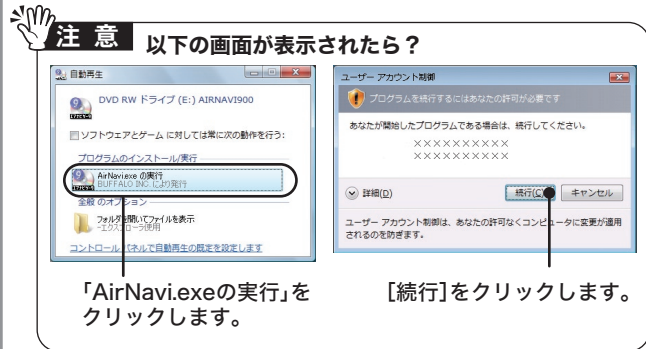 注 意 以下の画面が表示されたら？
自動再生
DVD RW ドライブ (E:) AIRNAVI900
ソフトウェアとゲーム に対しては常に次の動作を行う:
プログラムのインストール/実行
AirNavi.exe の実行
BUFFALO INC. により発行
全般 のオプション
フォルダを開いてファイルを表示
-エクスプローラ使用
コントロール パネルで自動再生の既定を設定します
「AirNavi.exeの実行」を
クリックします。
ユーザー アカウント制御
プログラムを続行するにはあなたの許可が必要です
あなたが開始したプログラムである場合は、続行してください。
××××××××××
××××××××××
詳細(D)
続行(C)
キャンセル
ユーザー アカウント制御は、あなたの許可なくコンピュータに変更が適用
されるのを防ぎます。
［続行］をクリックします。